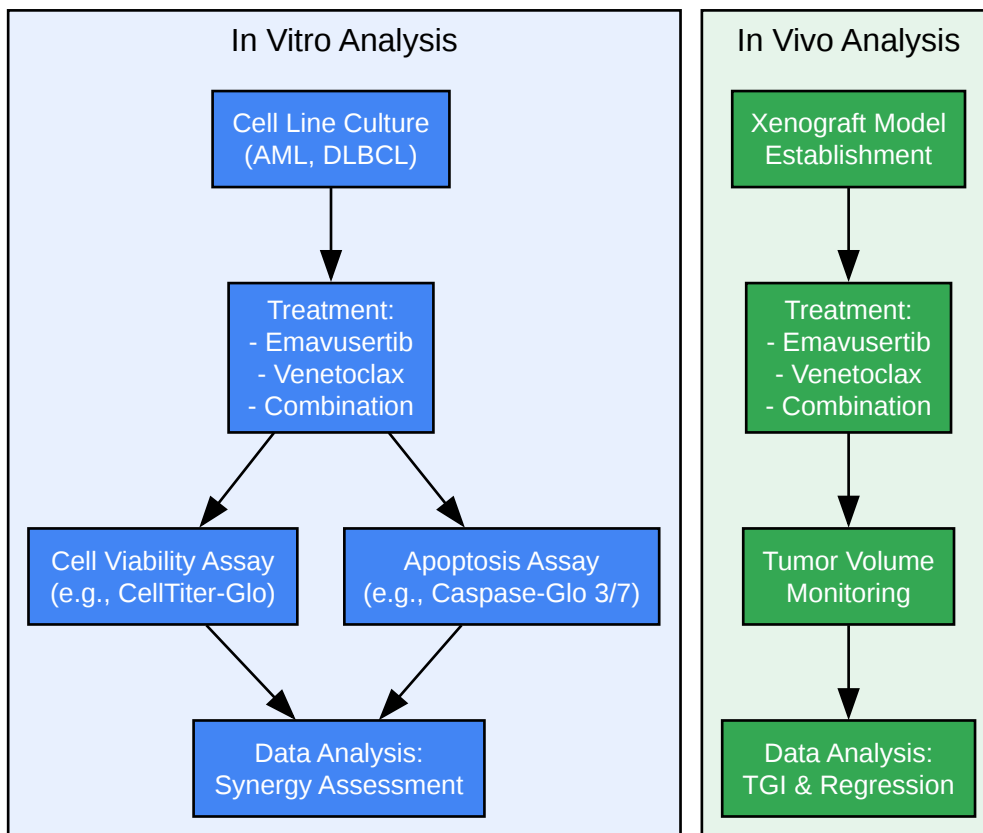 In Vitro Analysis
Cell Line Culture
(AML, DLBCL)
Treatment:
- Emavusertib
- Venetoclax
- Combination
Cell Viability Assay
(e.g., CellTiter-Glo)
Apoptosis Assay
(e.g., Caspase-Glo 3/7)
Data Analysis:
Synergy Assessment
In Vivo Analysis
Xenograft Model
Establishment
Treatment:
- Emavusertib
- Venetoclax
- Combination
Tumor Volume
Monitoring
Data Analysis:
TGI & Regression